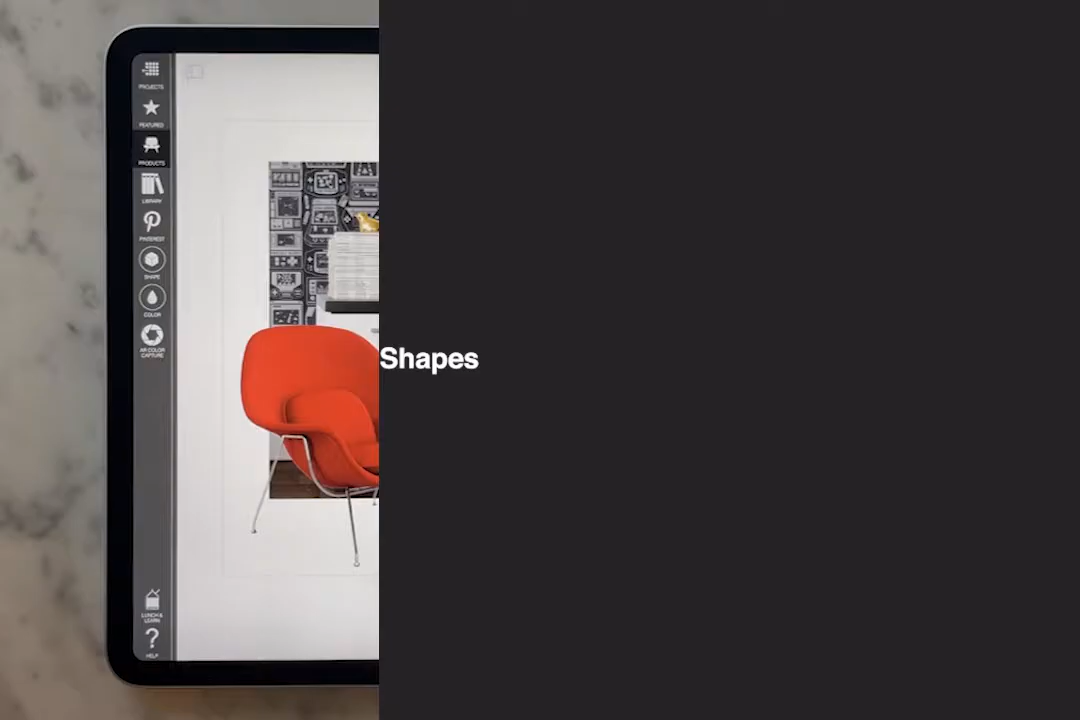 PROJECTS
FEATURED
PRODUCTS
LIBRARY
PINTEREST
SHAPE
COLOR
AR COLOR
CAPTURE
LUNCH &
LEARN
HELP
Shapes